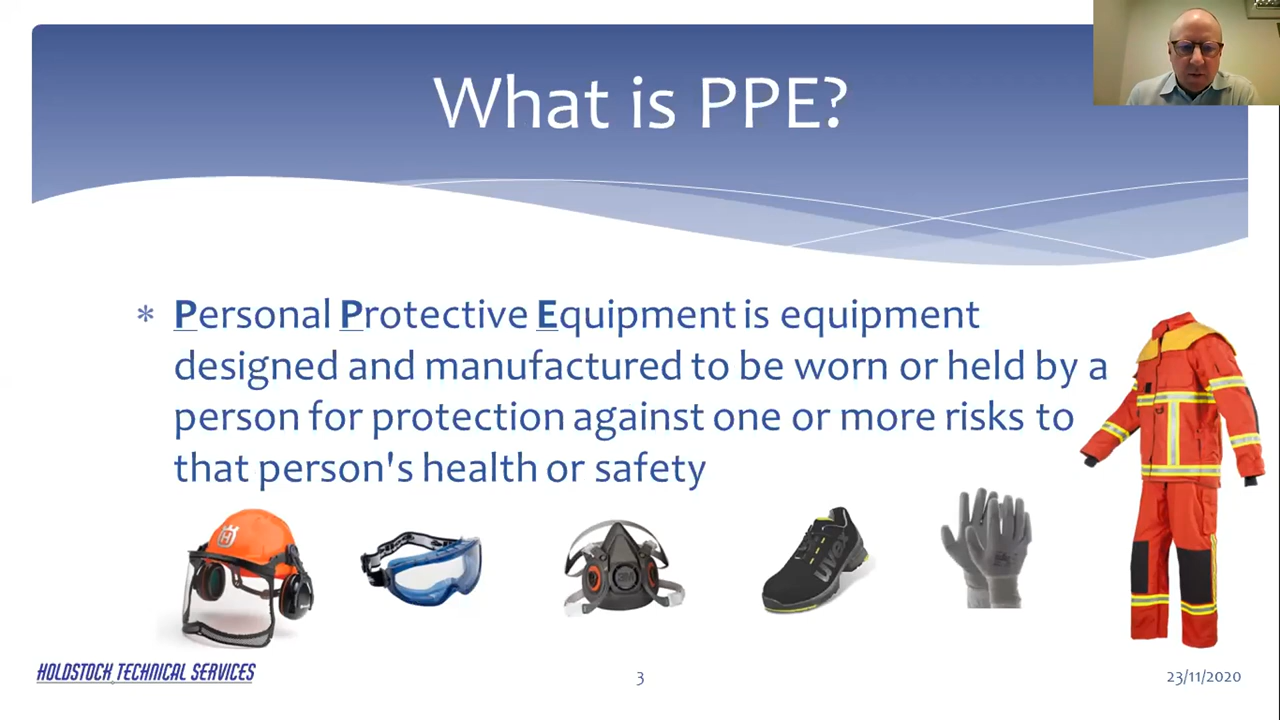 What is PPE?
* Personal Protective Equipment is equipment
designed and manufactured to be worn or held by a
person for protection against one or more risks to
that person's health or safety
H
3M
uvex
HOLDSTOCK TECHNICAL SERVICES
3
23/11/2020